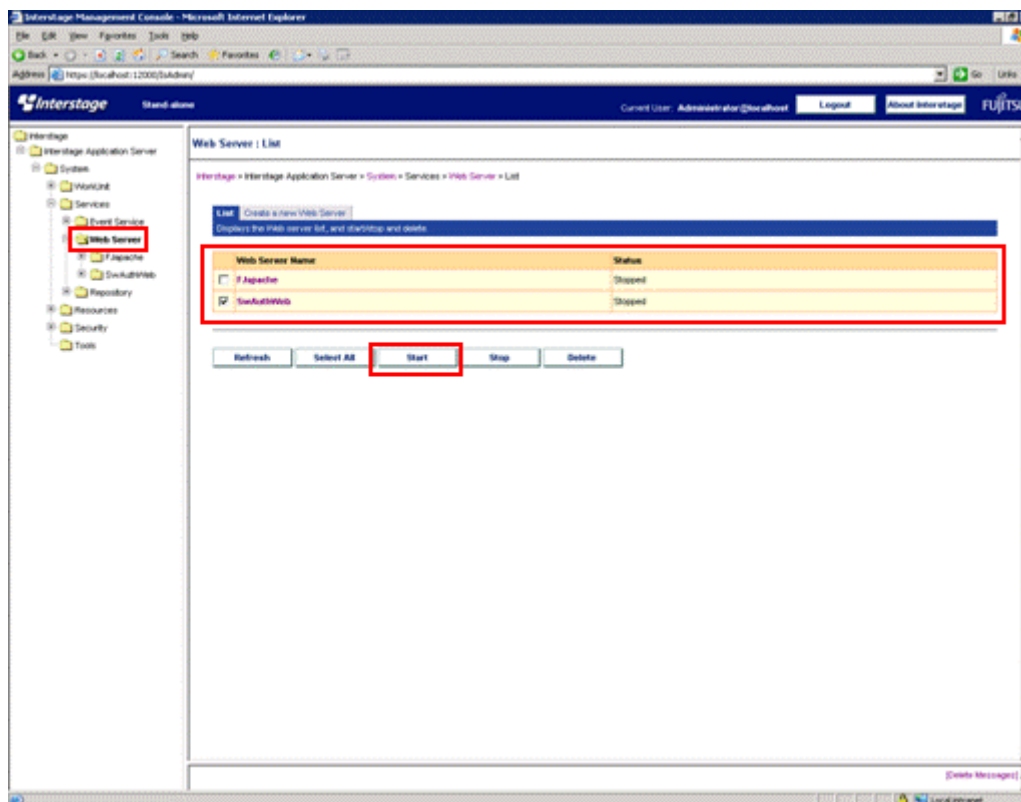 Interstage Management Console - Microsoft Internet Explorer
File Edit View Favorites Tools Help
Back Search Favorites
Address https://localhost:12000/IsAdmin/ Go Links
Interstage Stand-alone Current User: Administrator@localhost Logout About Interstage FUJITSU
Interstage
Interstage Application Server
System
WorkUnit
Services
Event Service
Web Server
FJapache
SwAuthWeb
Repository
Resources
Security
Tools
Web Server : List
Interstage > Interstage Application Server > System > Services > Web Server > List
List Create a new Web Server
Displays the Web server list, and start/stop and delete.
Web Server Name Status
FJapache Stopped
SwAuthWeb Stopped
Refresh Select All Start Stop Delete
[Delete Messages]
Local intranet